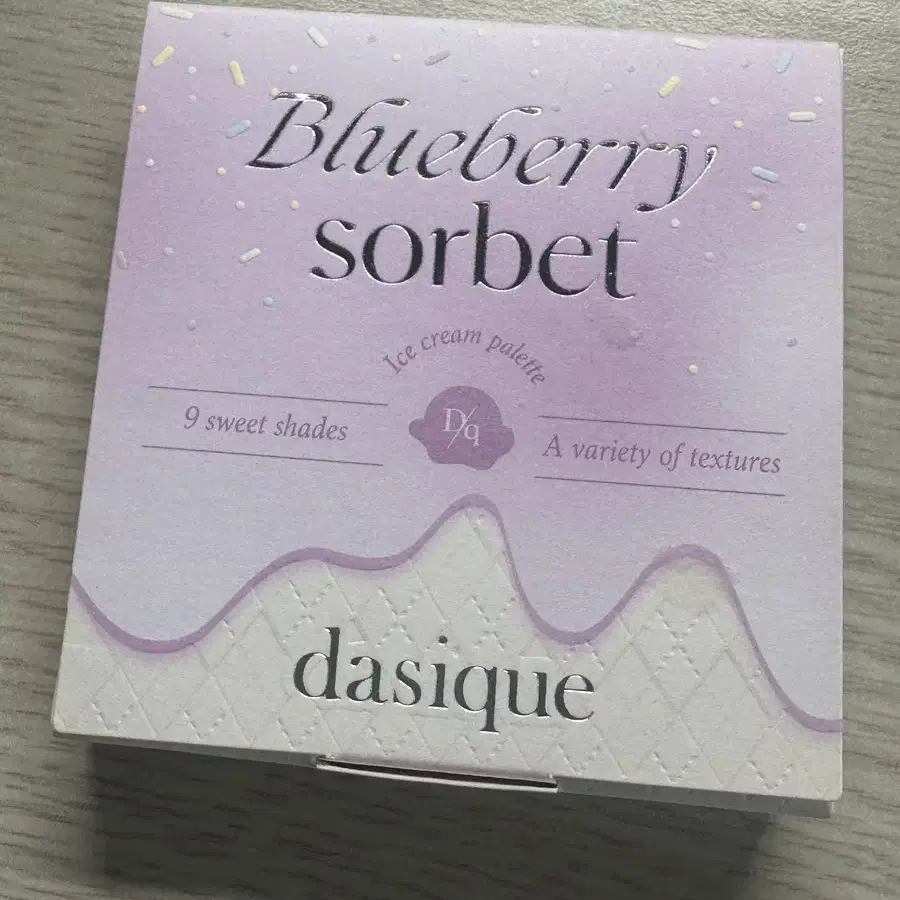 Blueberry
sorbet
Ice cream palette
9 sweet shades
D/q
A variety of textures
dasique